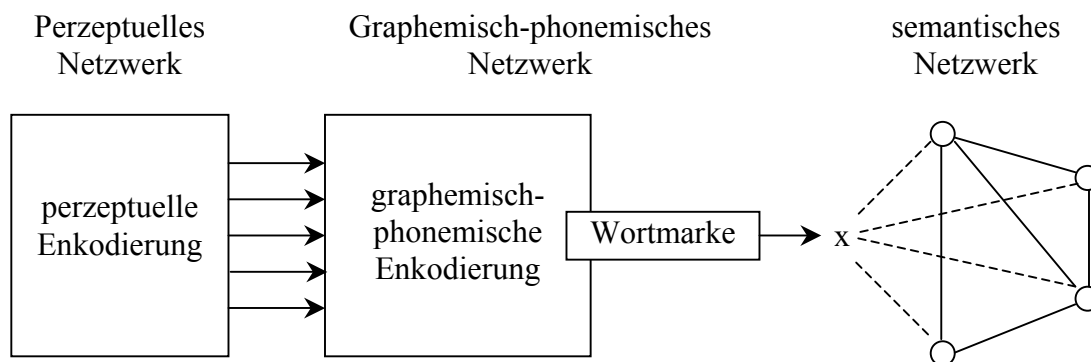 Perzeptuelles
Netzwerk
Graphemisch-phonemisches
Netzwerk
semantisches
Netzwerk
perzeptuelle
Enkodierung
graphemisch-
phonemische
Enkodierung
Wortmarke
x